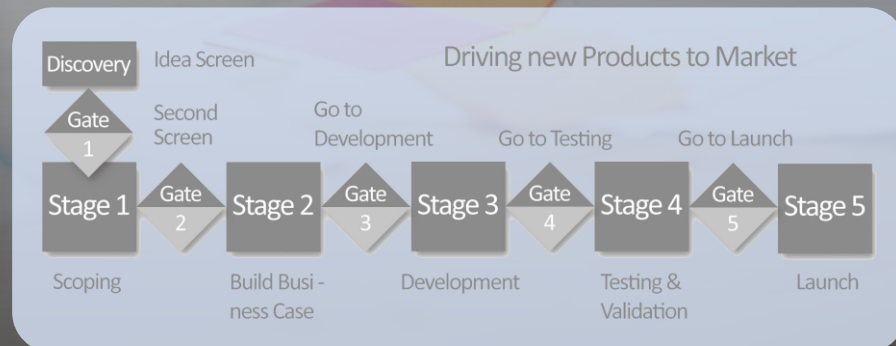 Driving new Products to Market
Discovery
Idea Screen
Gate
1
Second
Screen
Go to
Development
Go to Testing
Go to Launch
Stage 1
Gate
2
Stage 2
Gate
3
Stage 3
Gate
4
Stage 4
Gate
5
Stage 5
Scoping
Build Busi -
ness Case
Development
Testing &
Validation
Launch